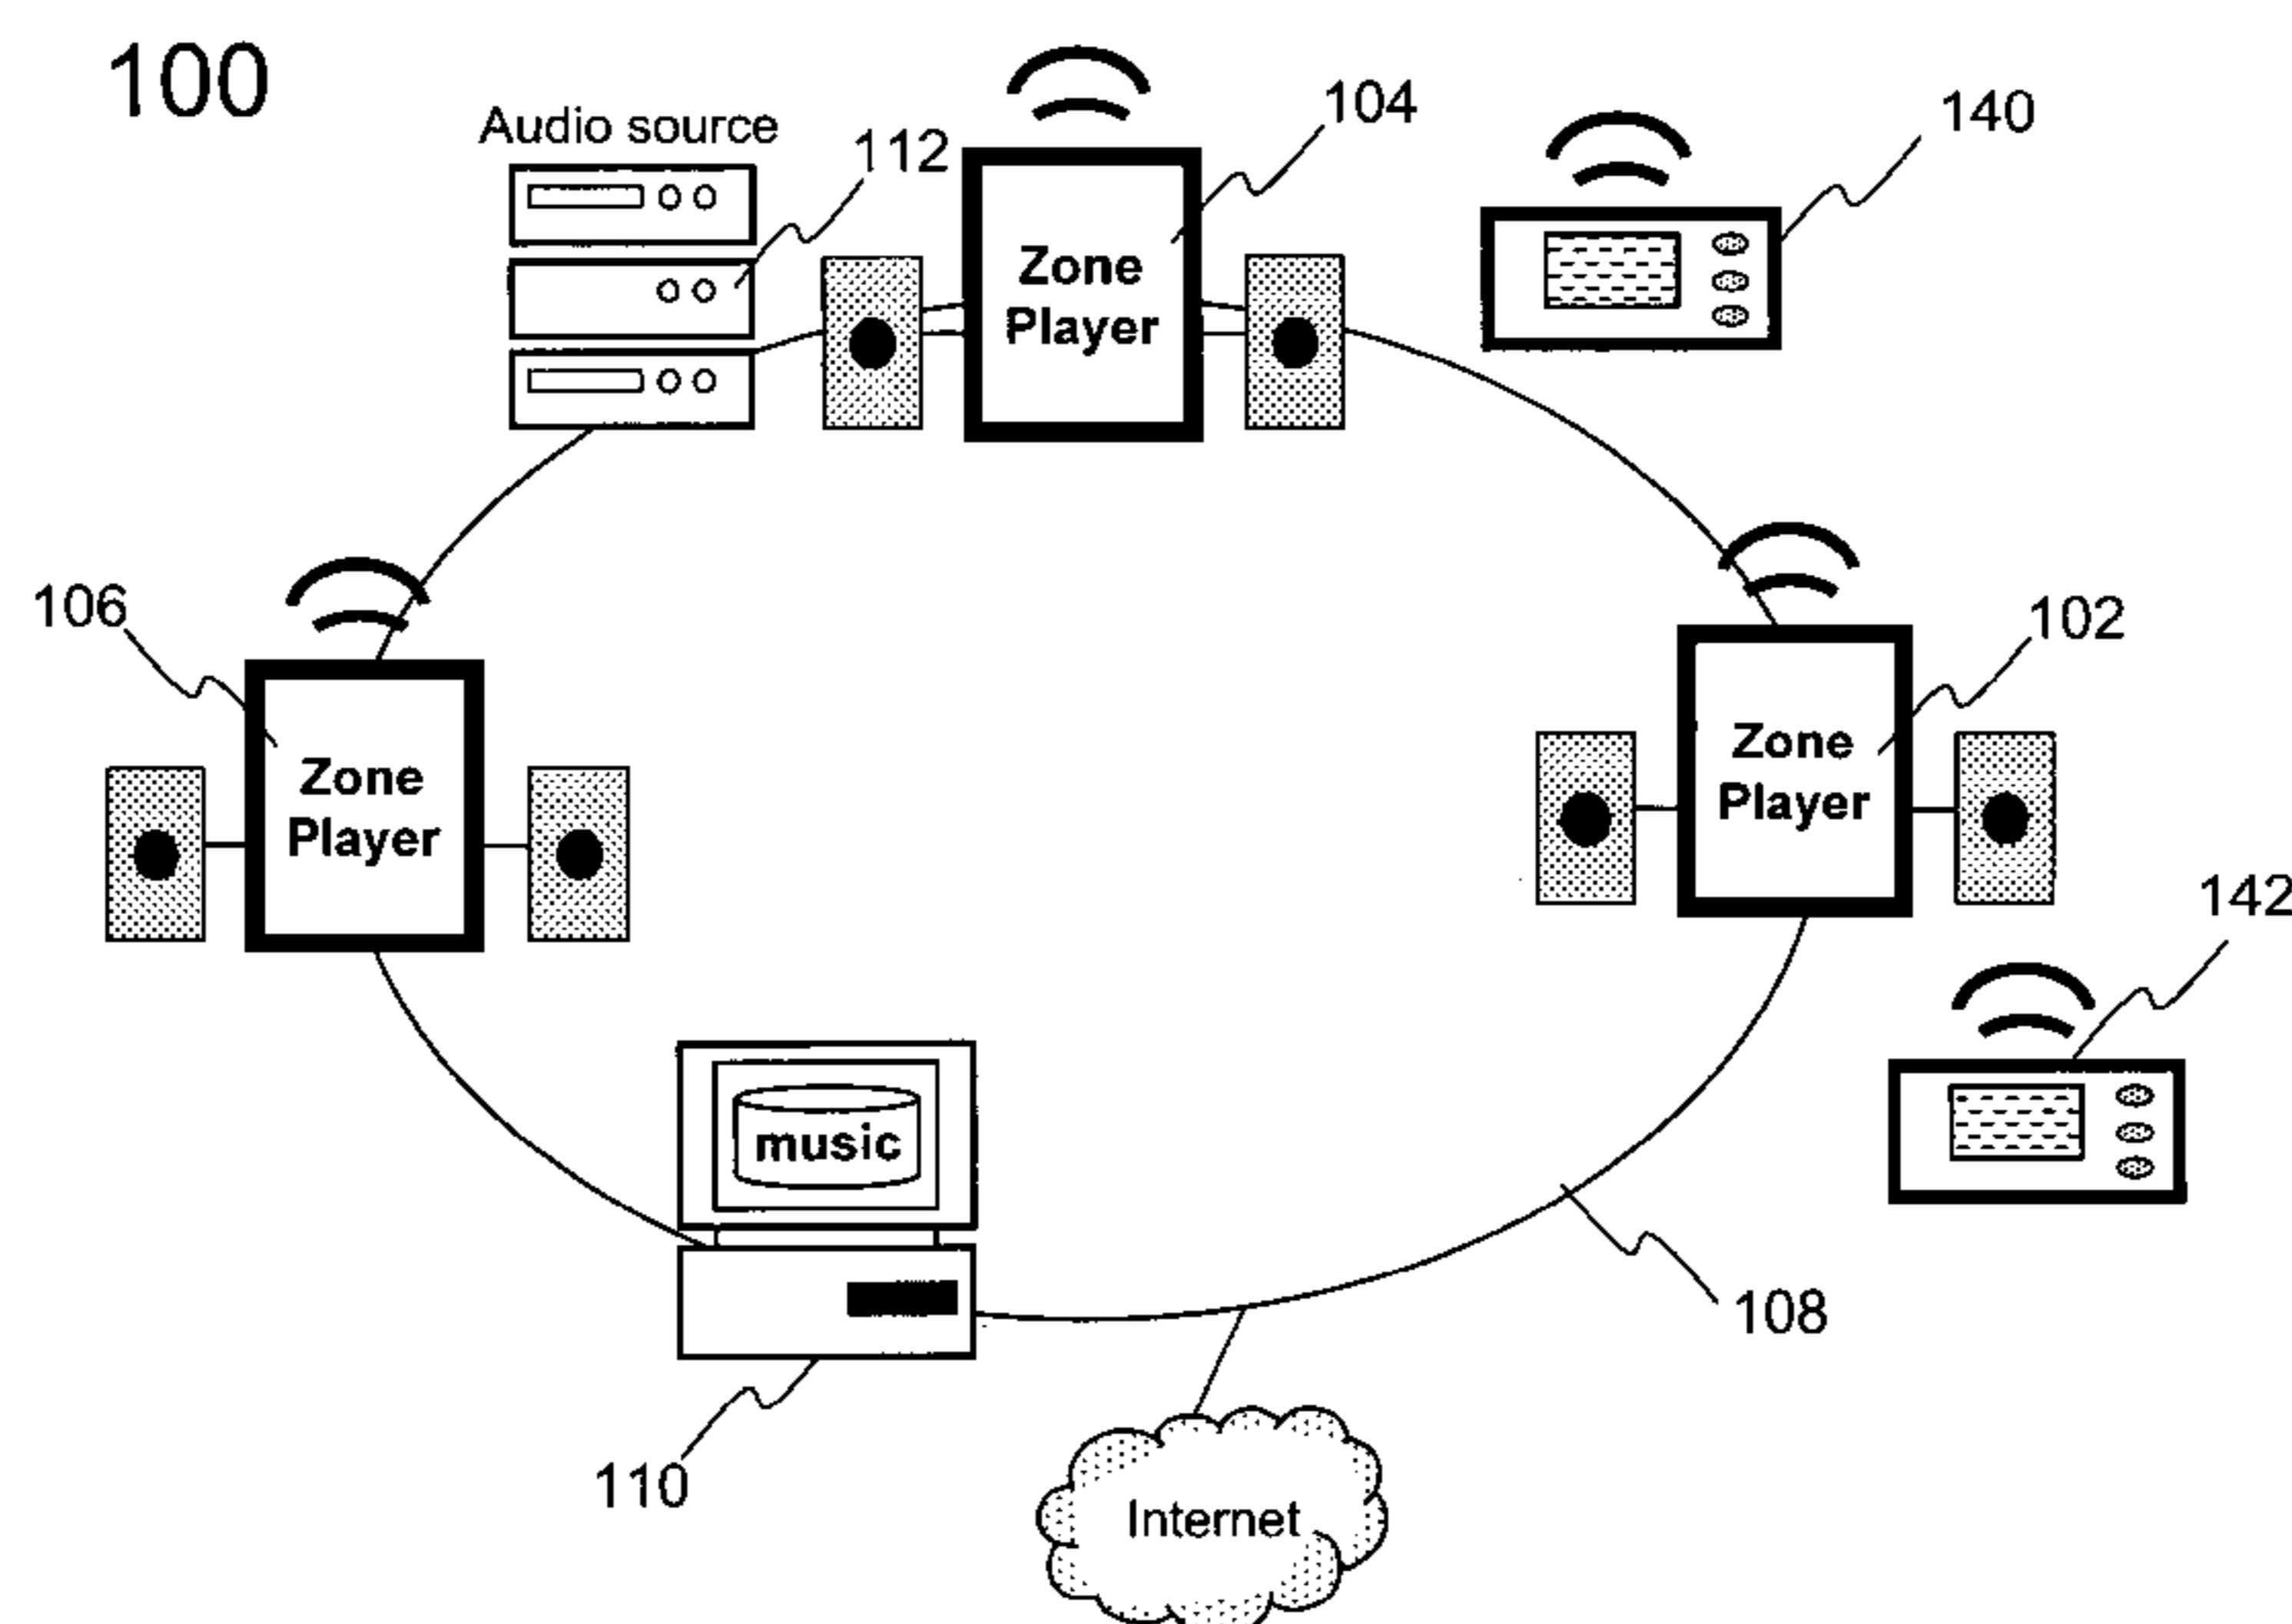 100
Audio source
112
104
140
Zone
Player
106
102
Zone
Player
Zone
Player
142
music
108
110
Internet